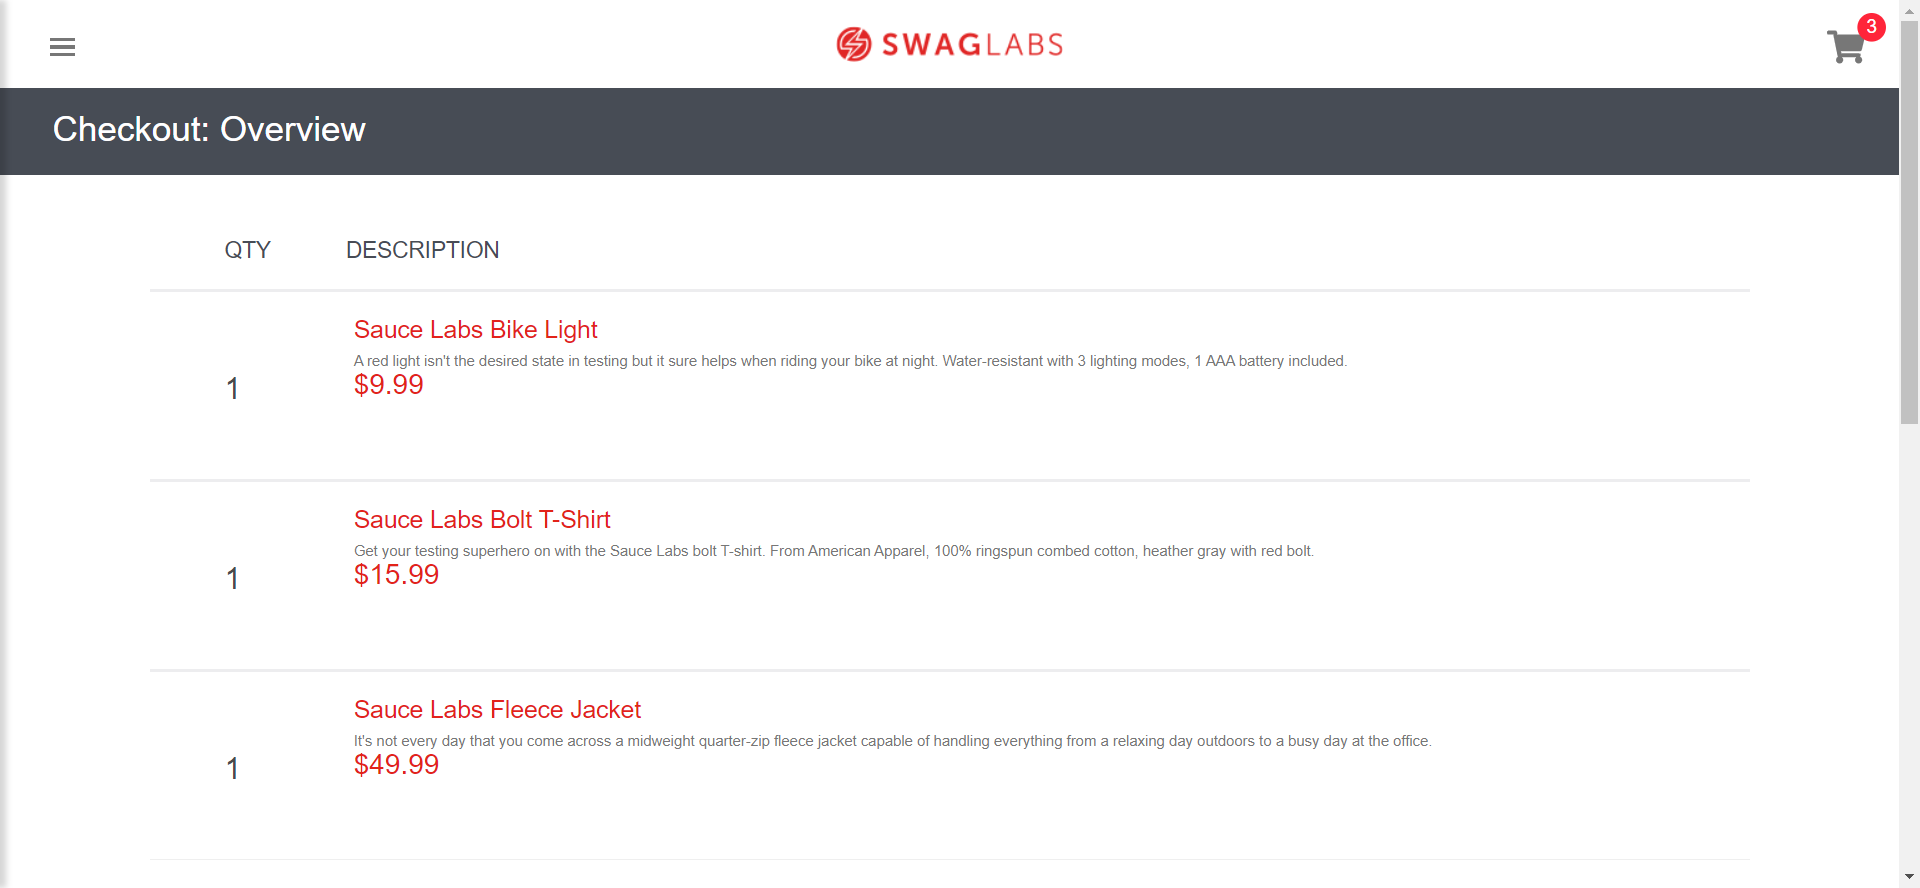 SWAGLABS
3
Checkout: Overview
QTY DESCRIPTION
Sauce Labs Bike Light
A red light isn't the desired state in testing but it sure helps when riding your bike at night. Water-resistant with 3 lighting modes, 1 AAA battery included.
1 $9.99
Sauce Labs Bolt T-Shirt
Get your testing superhero on with the Sauce Labs bolt T-shirt. From American Apparel, 100% ringspun combed cotton, heather gray with red bolt.
1 $15.99
Sauce Labs Fleece Jacket
It's not every day that you come across a midweight quarter-zip fleece jacket capable of handling everything from a relaxing day outdoors to a busy day at the office.
1 $49.99